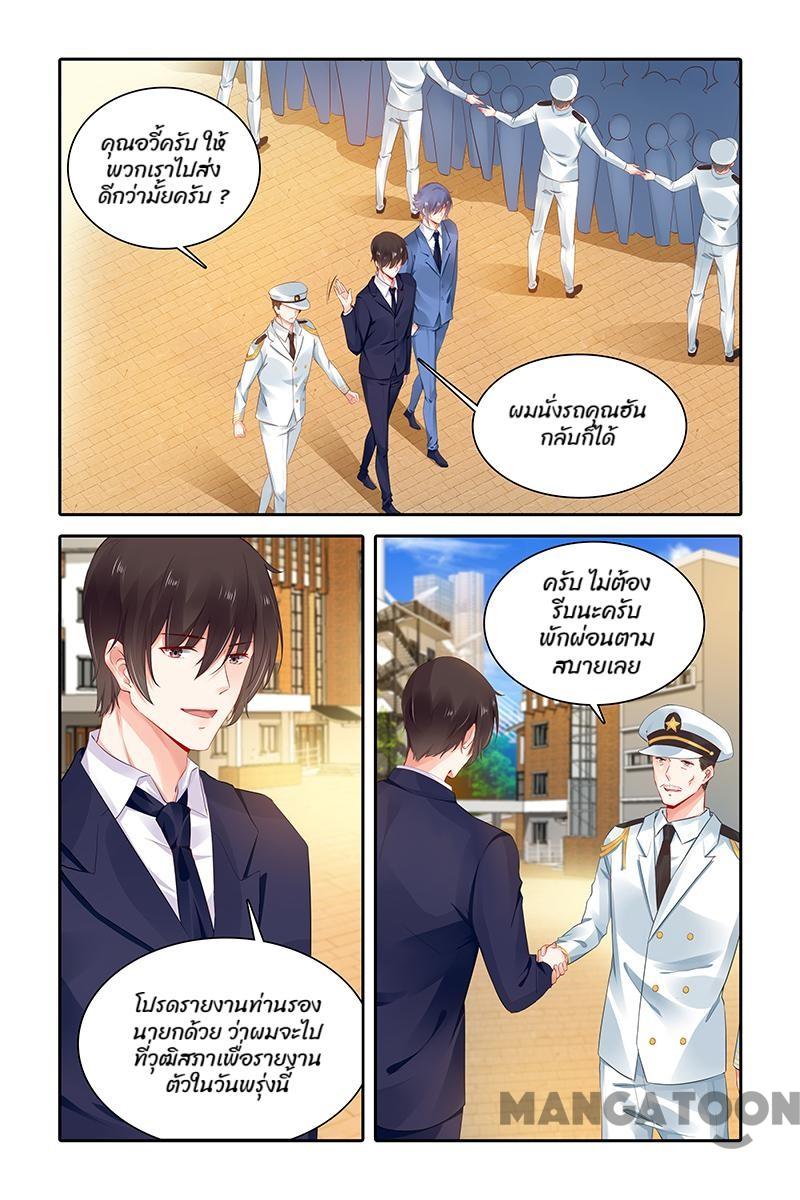 คุณอวี้ครับ ให้
พวกเราไปส่ง
ดีกว่ามั้ยครับ ?
ผมนั่งรถคุณฮัน
กลับก็ได้
ครับ ไม่ต้อง
รีบนะครับ
พักผ่อนตาม
สบายเลย
โปรดรายงานท่านรอง
นายกด้วย ว่าผมจะไป
ที่วุฒิสภาเพื่อรายงาน
ตัวในวันพรุ่งนี้
MANGATOON